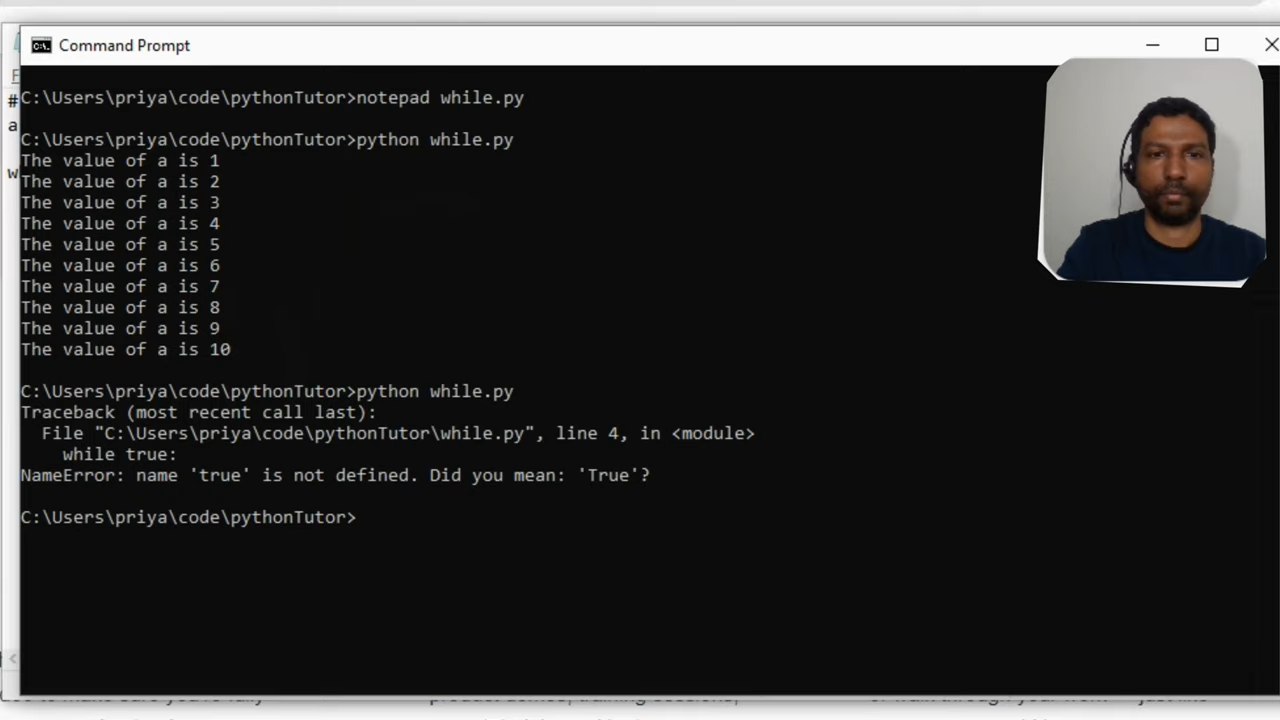 Command Prompt
C:\Users\priya\code\pythonTutor>notepad while.py
C:\Users\priya\code\pythonTutor>python while.py
The value of a is 1
The value of a is 2
The value of a is 3
The value of a is 4
The value of a is 5
The value of a is 6
The value of a is 7
The value of a is 8
The value of a is 9
The value of a is 10
C:\Users\priya\code\pythonTutor>python while.py
Traceback (most recent call last):
File "C:\Users\priya\code\pythonTutor\while.py", line 4, in <module>
while true:
NameError: name 'true' is not defined. Did you mean: 'True'?
C:\Users\priya\code\pythonTutor>